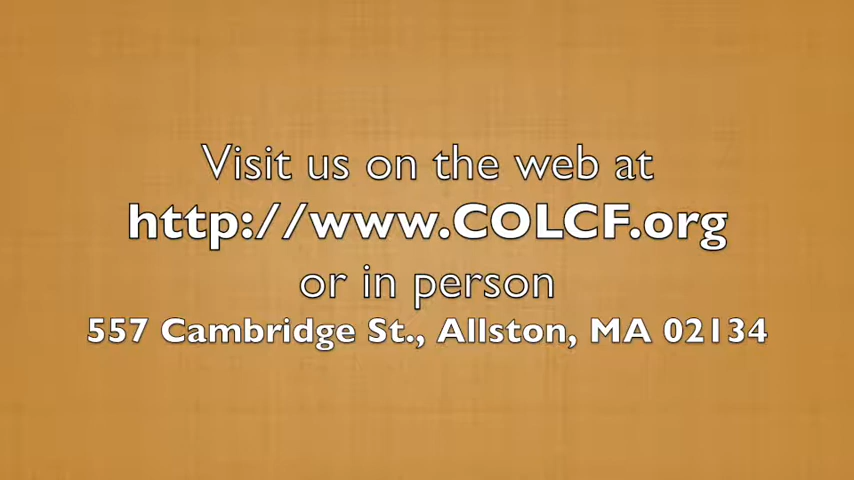 Visit us on the web at
http://www.COLCF.org
or in person
557 Cambridge St., Allston, MA 02134